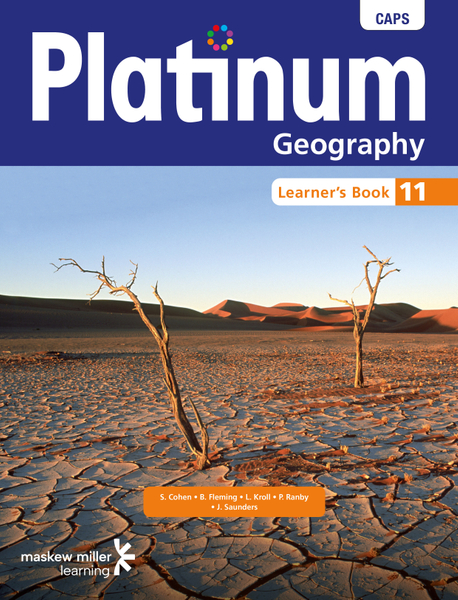 CAPS
Platinum
Geography
Learner's Book 11
S. Cohen • B. Fleming • L. Kroll • P. Ranby
• J. Saunders
maskew miller
learning